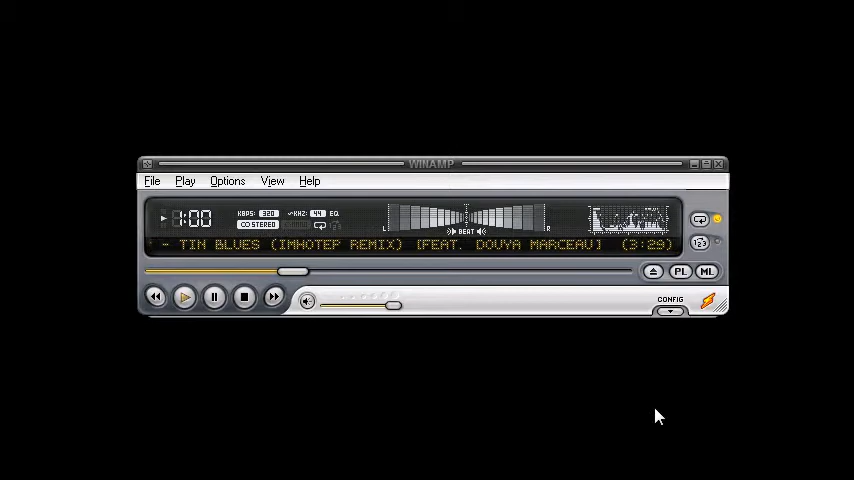 WINAMP
File Play Options View Help
1:00 KBPS: 320 KHZ: 44 EQ
STEREO
L BEAT R
- TIN BLUES (IMHOTEP REMIX) [FEAT. DOUYA MARCEAU] (3:29)
123
PL ML
CONFIG